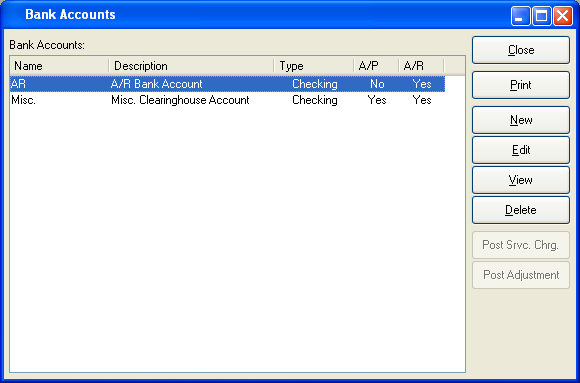 Bank Accounts
Bank Accounts:
Name Description Type A/P A/R
AR A/R Bank Account Checking No Yes
Misc. Misc. Clearinghouse Account Checking Yes Yes
Close
Print
New
Edit
View
Delete
Post Srvc. Chrg.
Post Adjustment